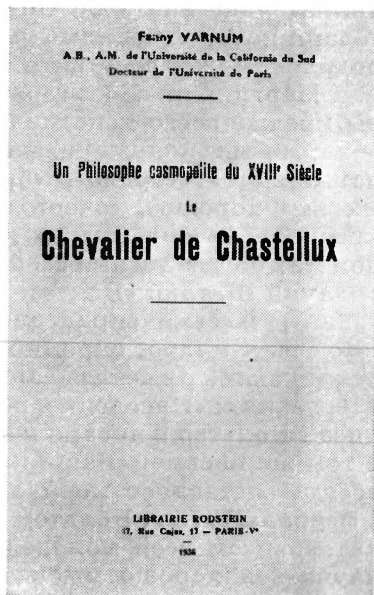 Fanny VARNUM
A.B., A.M. de l'Université de la Californie du Sud
Docteur de l'Université de Paris
Un Philosophe cosmopolite du XVIIIe Siècle
Le
Chevalier de Chastellux
LIBRAIRIE RODSTEIN
17, Rue Cujas, 17 — PARIS-Ve
1936